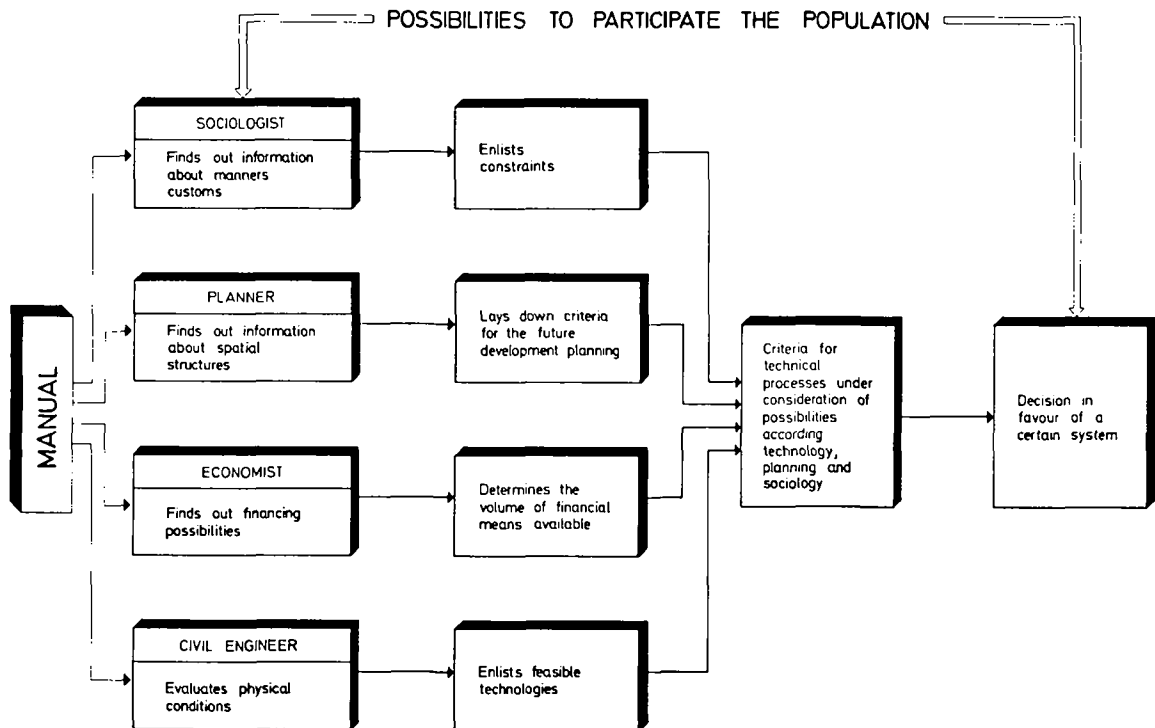 POSSIBILITIES TO PARTICIPATE THE POPULATION
MANUAL
SOCIOLOGIST
Finds out information
about manners
customs
Enlists
constraints
PLANNER
Finds out information
about spatial
structures
Lays down criteria
for the future
development planning
ECONOMIST
Finds out financing
possibilities
Determines the
volume of financial
means available
CIVIL ENGINEER
Evaluates physical
conditions
Enlists feasible
technologies
Criteria for
technical
processes under
consideration of
possibilities
according
technology,
planning and
sociology
Decision in
favour of a
certain system